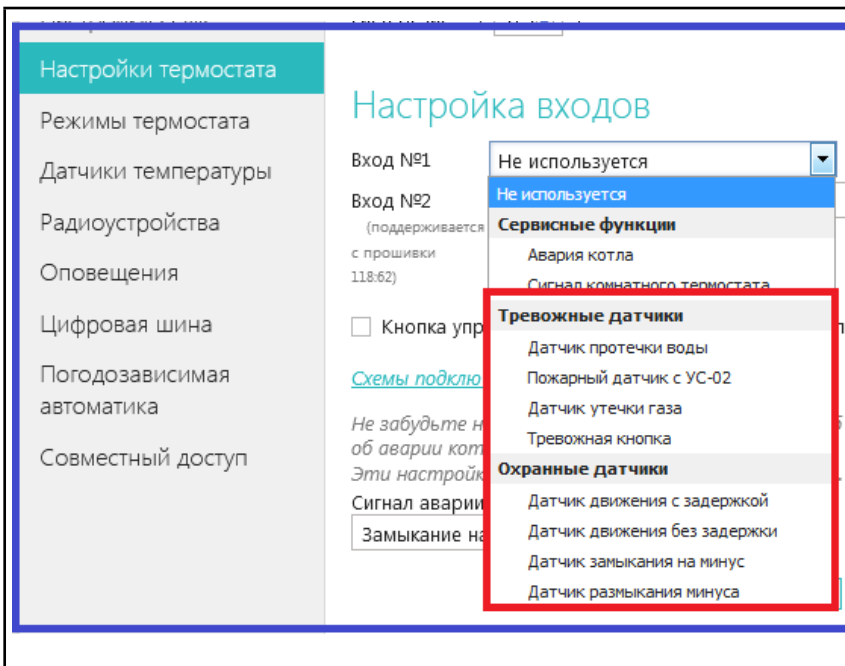 Настройки термостата
Режимы термостата
Датчики температуры
Радиоустройства
Оповещения
Цифровая шина
Погодозависимая
автоматика
Совместный доступ
Настройка входов
Вход №1
Не используется
Вход №2
(поддерживается
с прошивки
118:62)
Не используется
Сервисные функции
Авария котла
Сигнал комнатного термостата
Тревожные датчики
Датчик протечки воды
Пожарный датчик с УС-02
Датчик утечки газа
Тревожная кнопка
Охранные датчики
Датчик движения с задержкой
Датчик движения без задержки
Датчик замыкания на минус
Датчик размыкания минуса
Кнопка упр
Схемы подклю
Не забудьте н
об аварии кот
Эти настройк
Сигнал аварии
Замыкание на